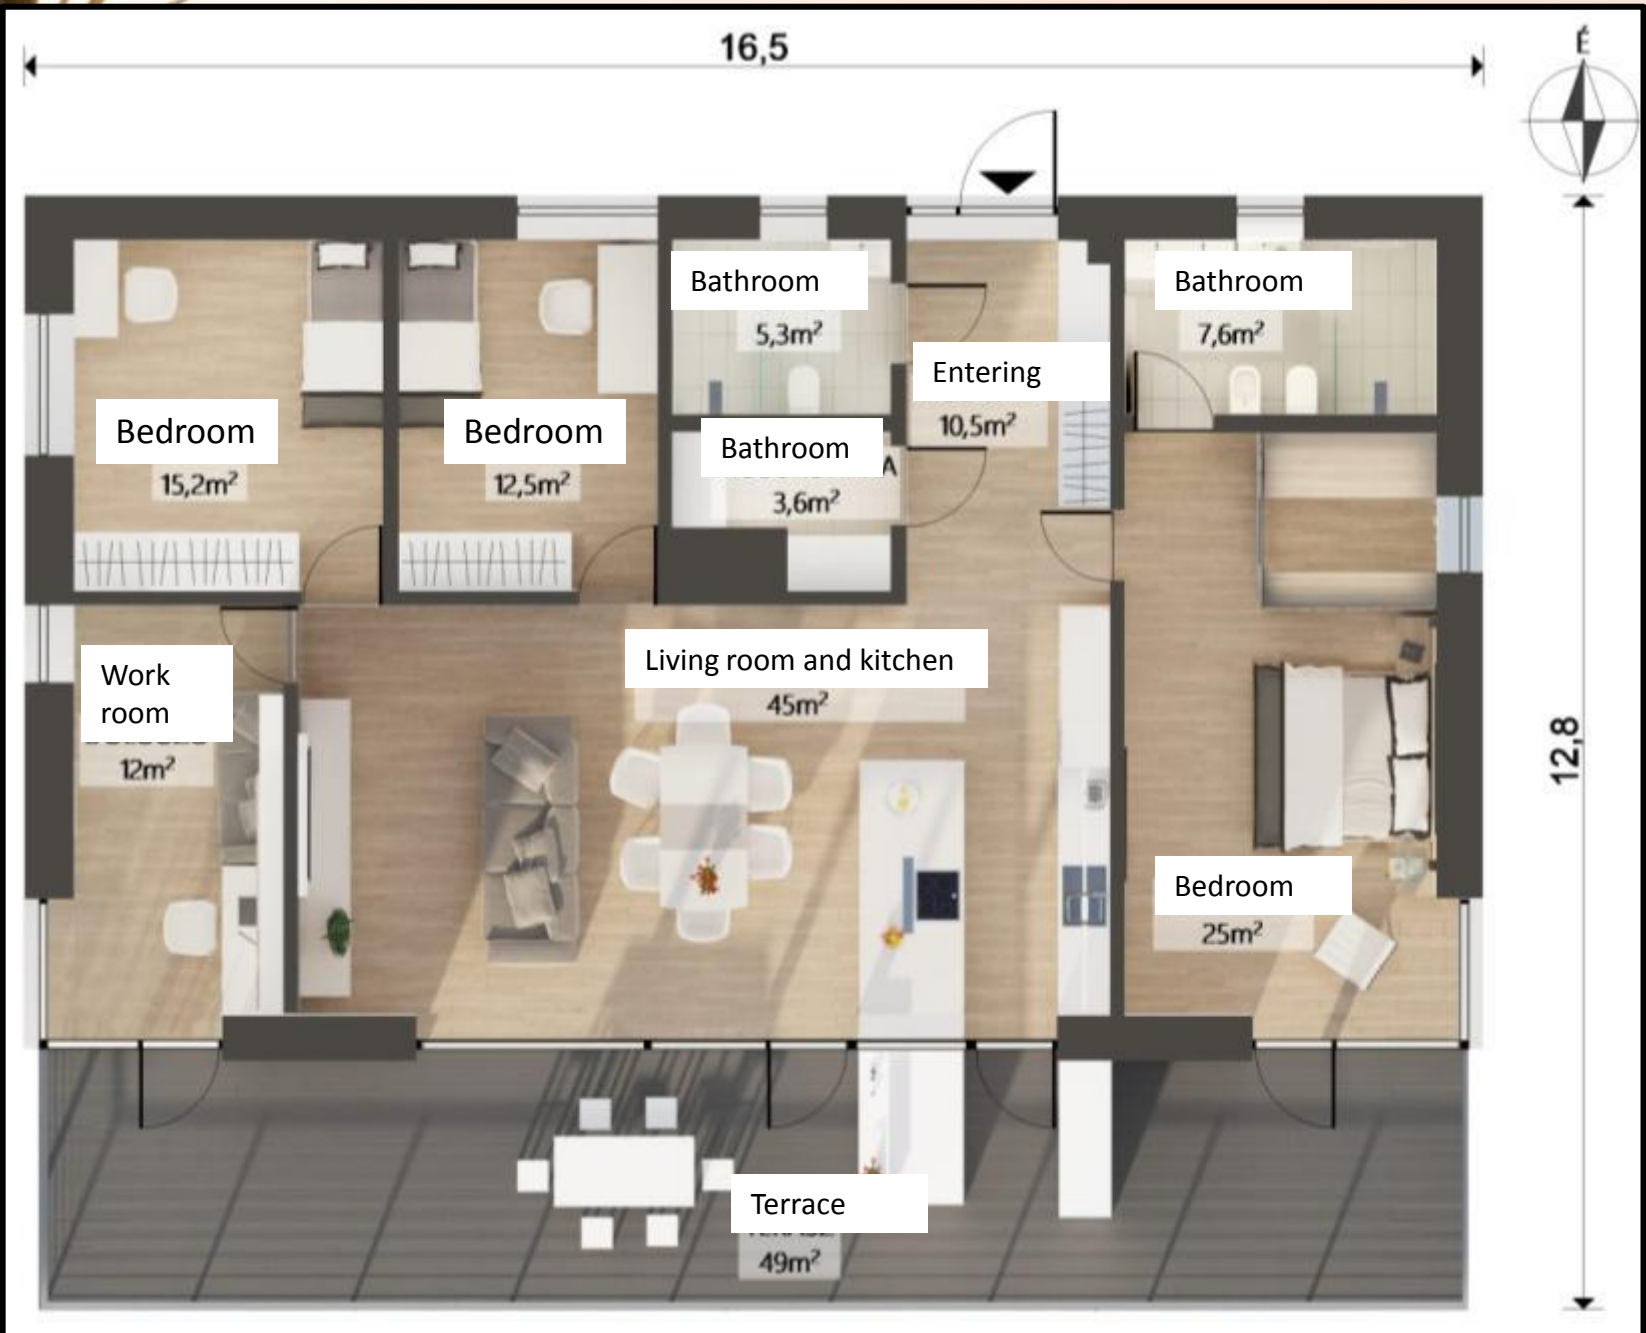 16,5
É
Bathroom
5,3m²
Bathroom
7,6m²
Entering
10,5m²
Bedroom
15,2m²
Bedroom
12,5m²
Bathroom
A
3,6m²
Work
room
12m²
Living room and kitchen
45m²
12,8
Bedroom
25m²
Terrace
49m²